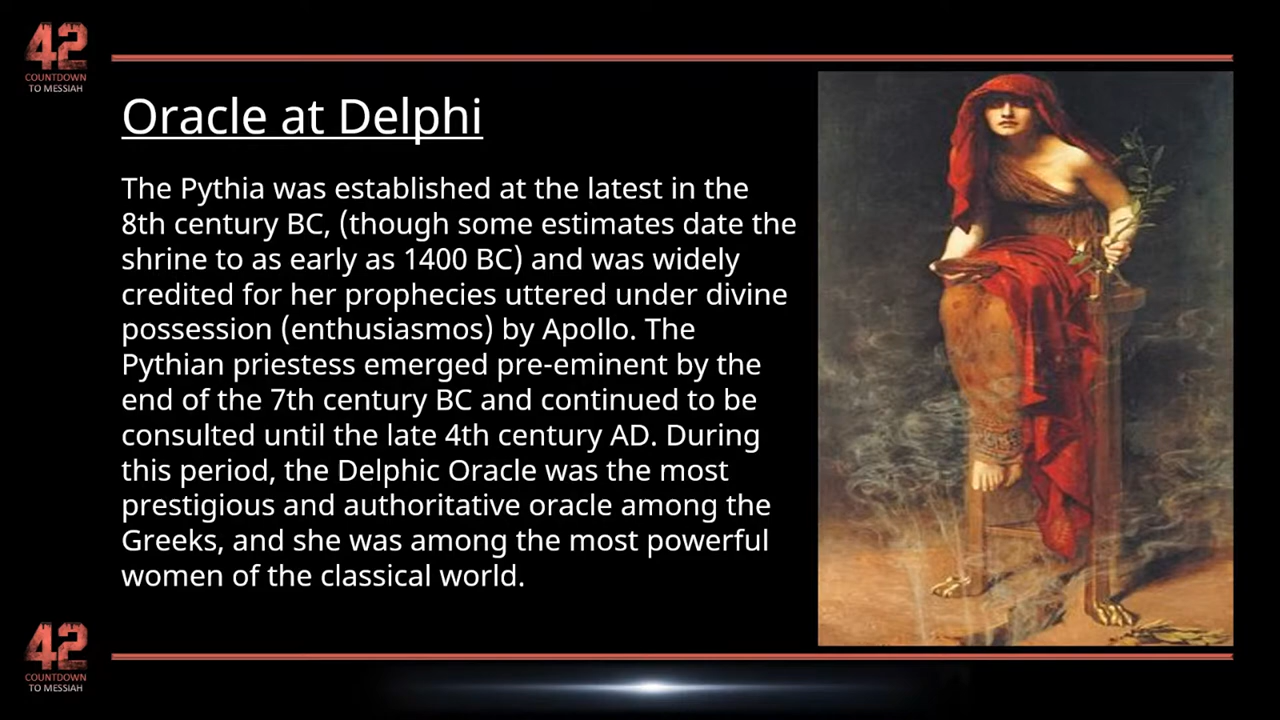 42
COUNTDOWN
TO MESSIAH
Oracle at Delphi
The Pythia was established at the latest in the
8th century BC, (though some estimates date the
shrine to as early as 1400 BC) and was widely
credited for her prophecies uttered under divine
possession (enthusiasmos) by Apollo. The
Pythian priestess emerged pre-eminent by the
end of the 7th century BC and continued to be
consulted until the late 4th century AD. During
this period, the Delphic Oracle was the most
prestigious and authoritative oracle among the
Greeks, and she was among the most powerful
women of the classical world.
42
COUNTDOWN
TO MESSIAH